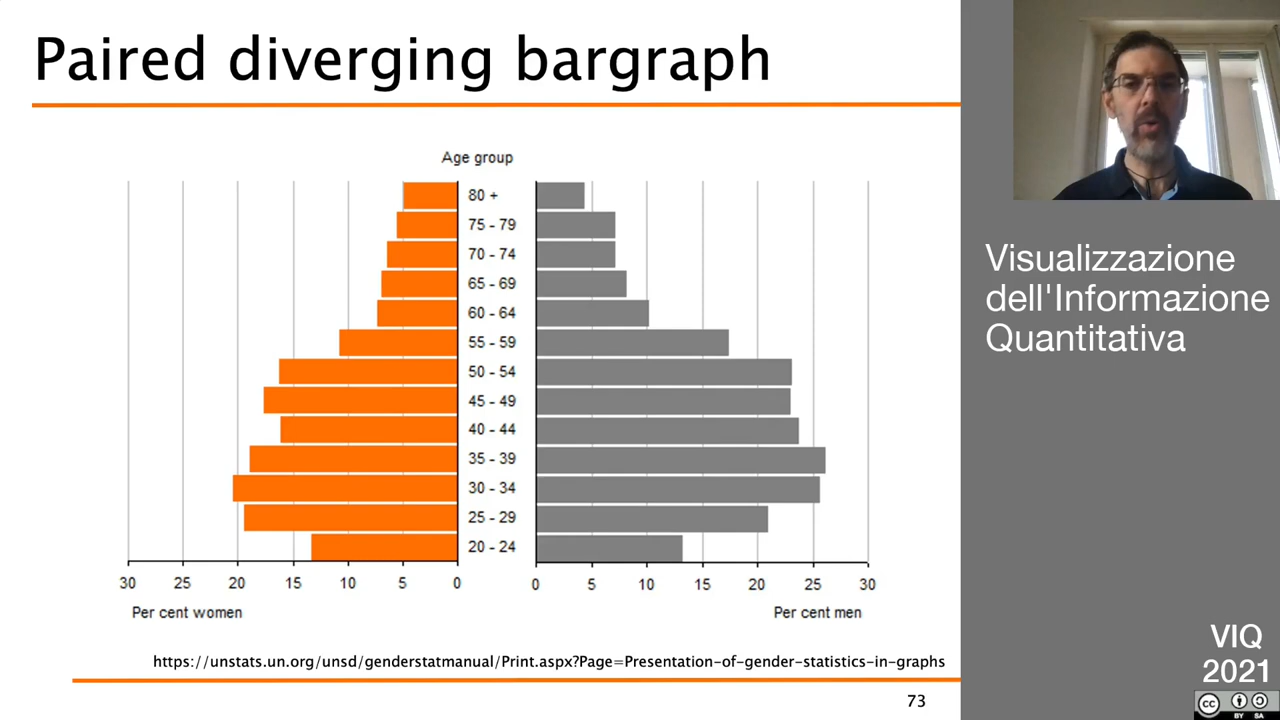 Paired diverging bargraph
Age group
80 +
75 - 79
70 - 74
65 - 69
60 - 64
55 - 59
50 - 54
45 - 49
40 - 44
35 - 39
30 - 34
25 - 29
20 - 24
30 25 20 15 10 5 0
0 5 10 15 20 25 30
Per cent women
Per cent men
https://unstats.un.org/unsd/genderstatmanual/Print.aspx?Page=Presentation-of-gender-statistics-in-graphs
73
Visualizzazione
dell'Informazione
Quantitativa
VIQ
2021
cc
BY SA